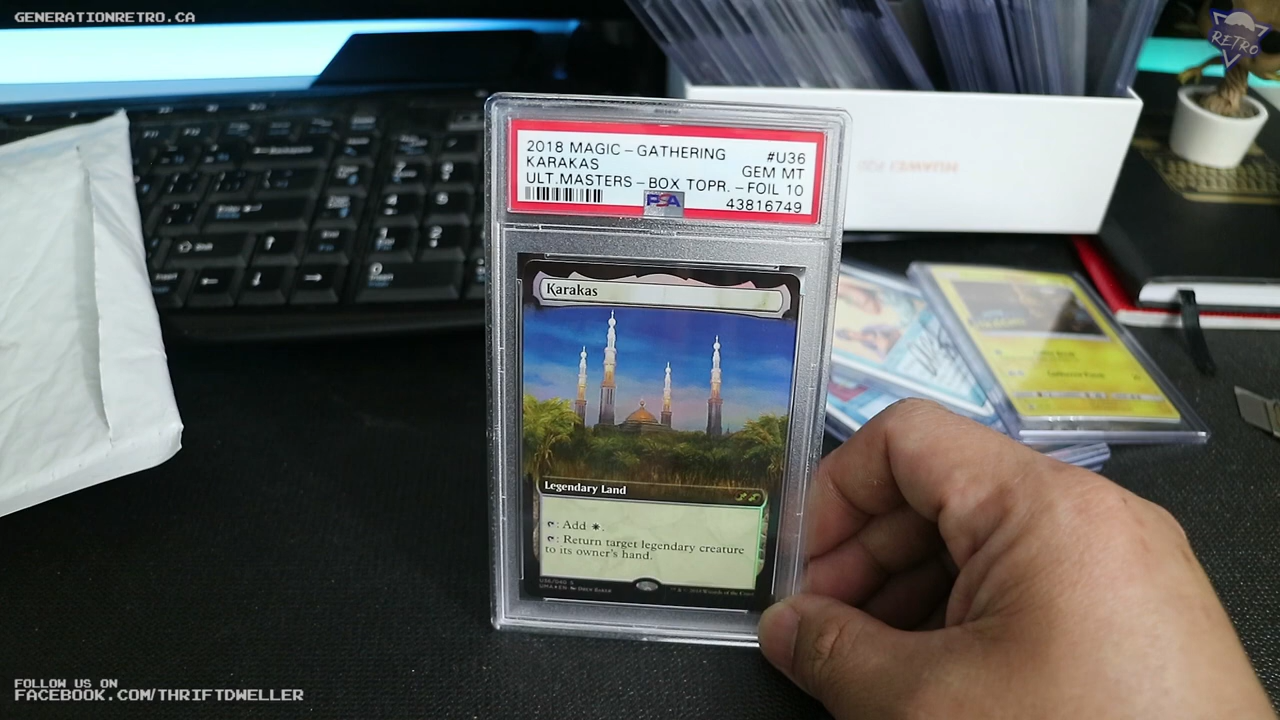 GENERATIONRETRO.CA
RETRO
2018 MAGIC – GATHERING #U36
KARAKAS GEM MT
ULT.MASTERS – BOX TOPR. – FOIL 10
PSA 43816749
HUAWEI
Karakas
Legendary Land
: Add
: Return target legendary creature
to its owner's hand.
FOLLOW US ON
FACEBOOK.COM/THRIFTDWELLER